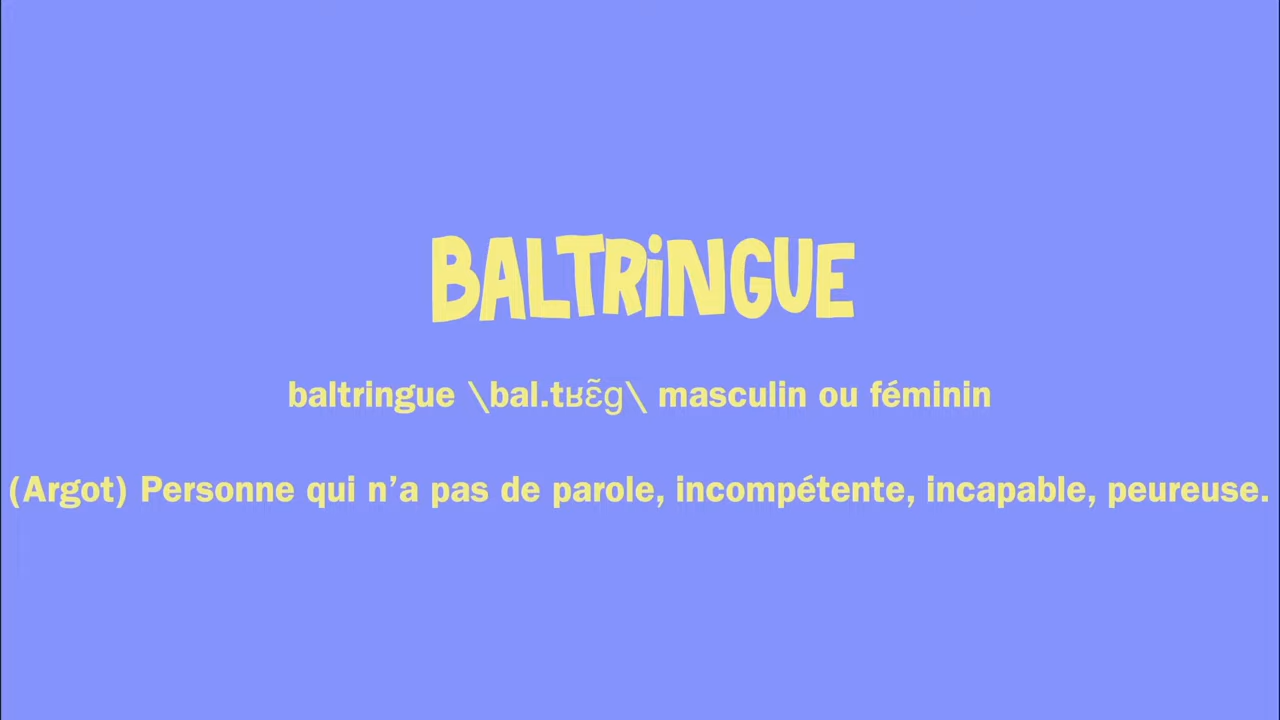 BALTRiNGUE
baltringue \bal.tʁɛ̃g\ masculin ou féminin
(Argot) Personne qui n’a pas de parole, incompétente, incapable, peureuse.